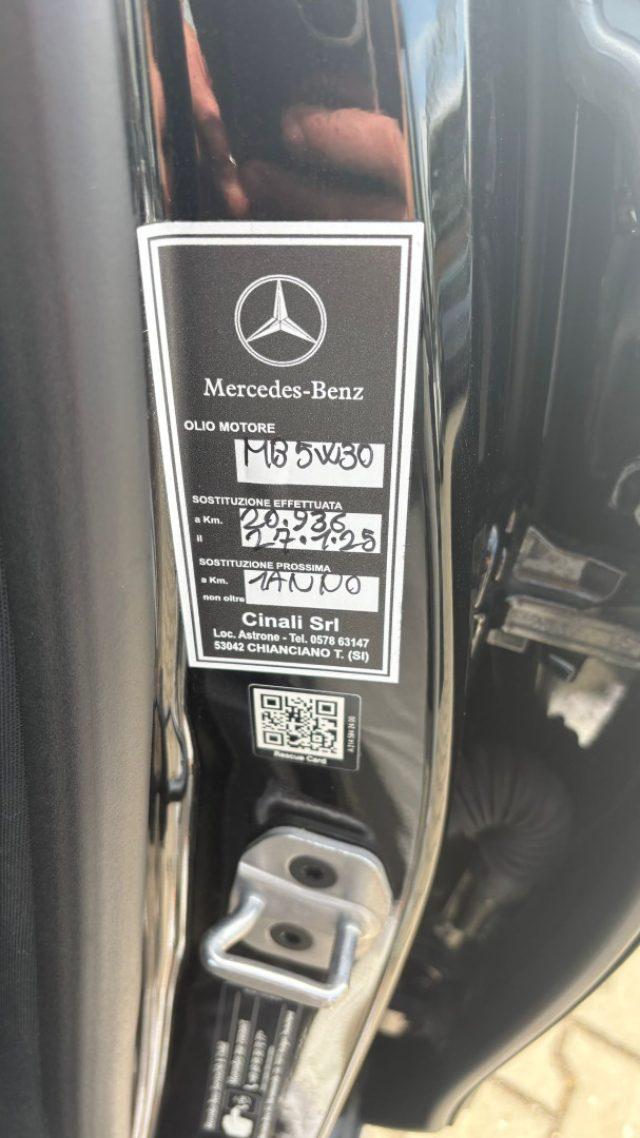 Mercedes-Benz
OLIO MOTORE
MB 5W30
SOSTITUZIONE EFFETTUATA
a Km. 20.936
il 27.1.25
SOSTITUZIONE PROSSIMA
a Km. 1ANNO
non oltre
Cinali Srl
Loc. Astrone - Tel. 0578 63147
53042 CHIANCIANO T. (SI)
Rescue Card